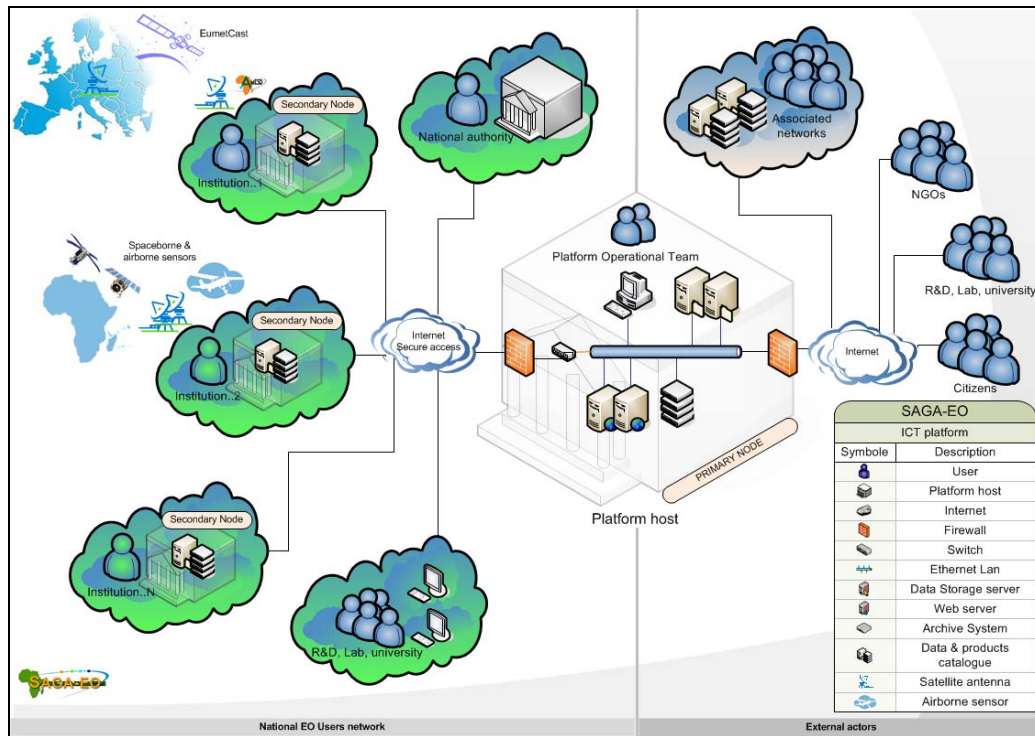 EumetCast
Secondary Node
Institution..1
National authority
Associated
networks
NGOs
Platform Operational Team
Spaceborne &
airborne sensors
R&D, Lab, university
Secondary Node
Institution..2
Internet
Secure access
Internet
Citizens
PRIMARY NODE
Platform host
Secondary Node
Institution..N
R&D, Lab, university
SAGA-EO
ICT platform
Symbole Description
User
Platform host
Internet
Firewall
Switch
Ethernet Lan
Data Storage server
Web server
Archive System
Data & products
catalogue
Satellite antenna
Airborne sensor
SAGA-EO
National EO Users network
External actors